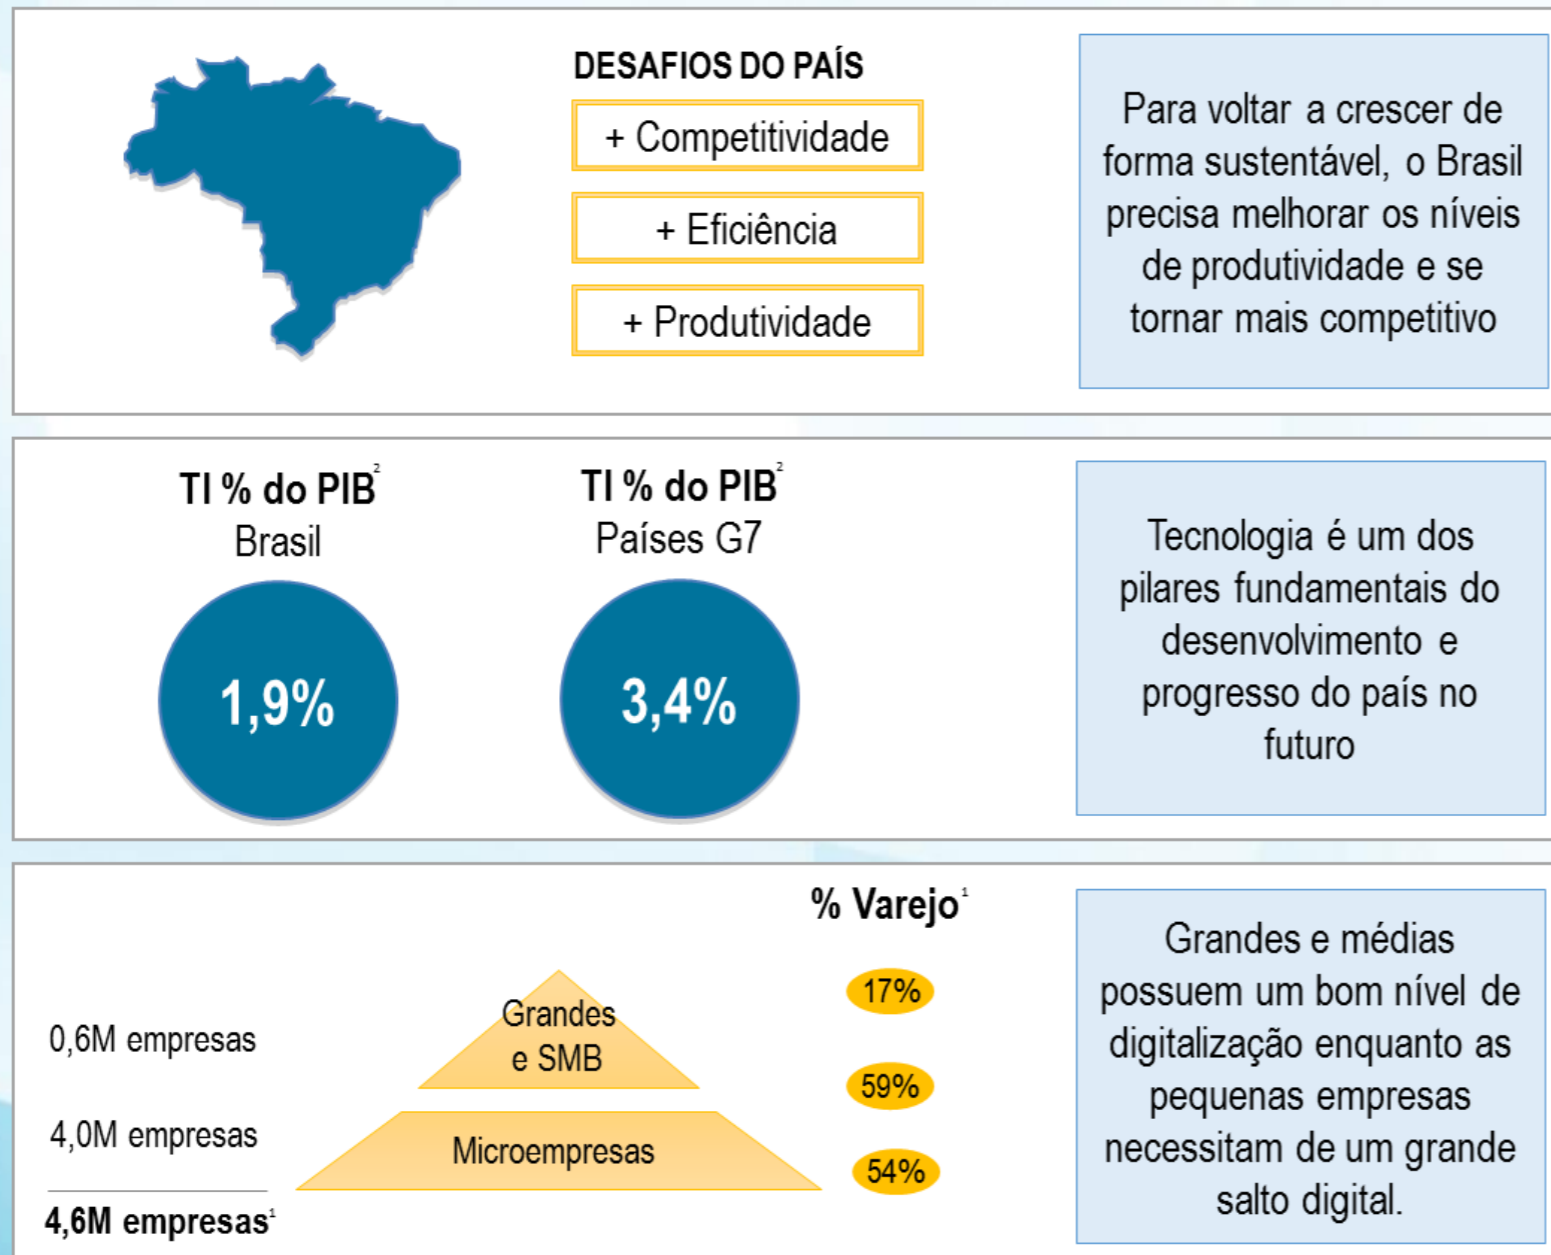 DESAFIOS DO PAÍS
+ Competitividade
+ Eficiência
+ Produtividade
Para voltar a crescer de
forma sustentável, o Brasil
precisa melhorar os níveis
de produtividade e se
tornar mais competitivo
TI % do PIB²
Brasil
1,9%
TI % do PIB²
Países G7
3,4%
Tecnologia é um dos
pilares fundamentais do
desenvolvimento e
progresso do país no
futuro
% Varejo¹
0,6M empresas
Grandes
e SMB
17%
4,0M empresas
Microempresas
59%
4,6M empresas¹
54%
Grandes e médias
possuem um bom nível de
digitalização enquanto as
pequenas empresas
necessitam de um grande
salto digital.